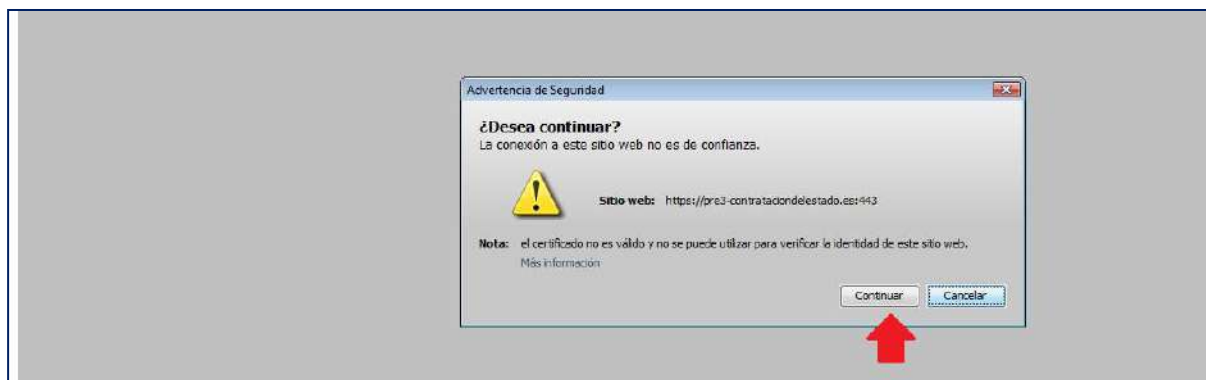 Advertencia de Seguridad
¿Desea continuar?
La conexión a este sitio web no es de confianza.
Sitio web: https://pre3-contrataciondelestado.es:443
Nota: el certificado no es válido y no se puede utilizar para verificar la identidad de este sitio web.
Más información
Continuar Cancelar